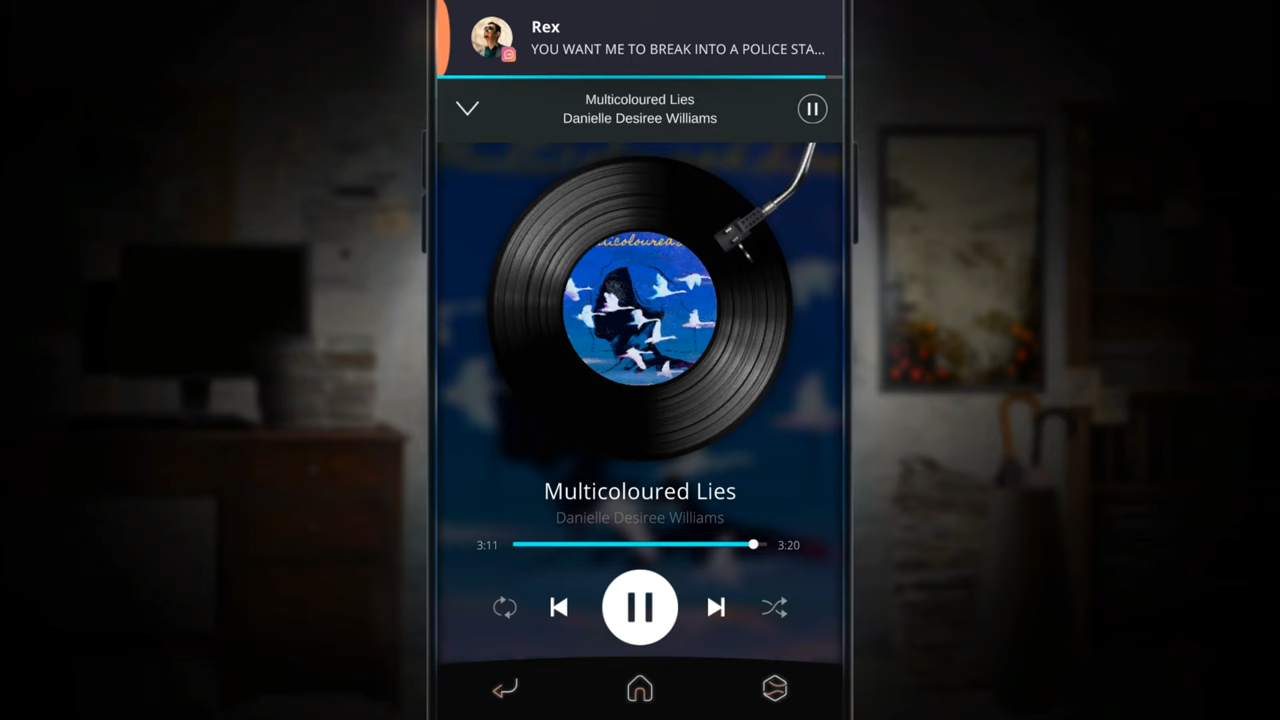 Rex
YOU WANT ME TO BREAK INTO A POLICE STA...
Multicoloured Lies
Danielle Desiree Williams
Multicoloured Lies
Danielle Desiree Williams
3:11
3:20